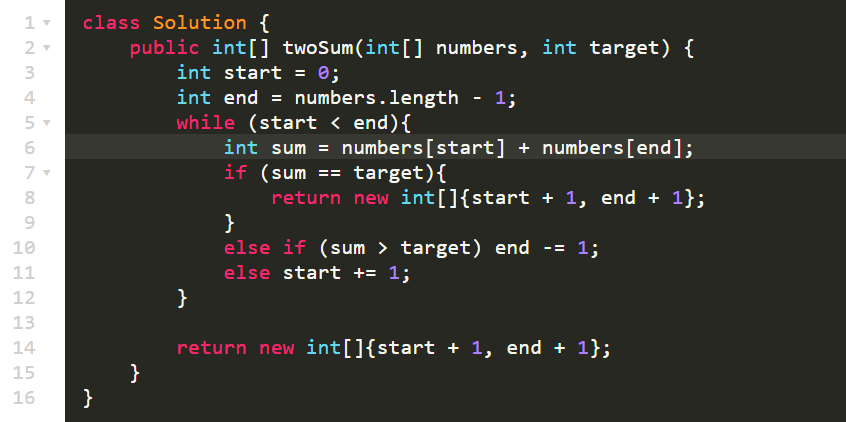 1 class Solution {
2     public int[] twoSum(int[] numbers, int target) {
3         int start = 0;
4         int end = numbers.length - 1;
5         while (start < end){
6             int sum = numbers[start] + numbers[end];
7             if (sum == target){
8                 return new int[]{start + 1, end + 1};
9             }
10             else if (sum > target) end -= 1;
11             else start += 1;
12         }
13
14         return new int[]{start + 1, end + 1};
15     }
16 }